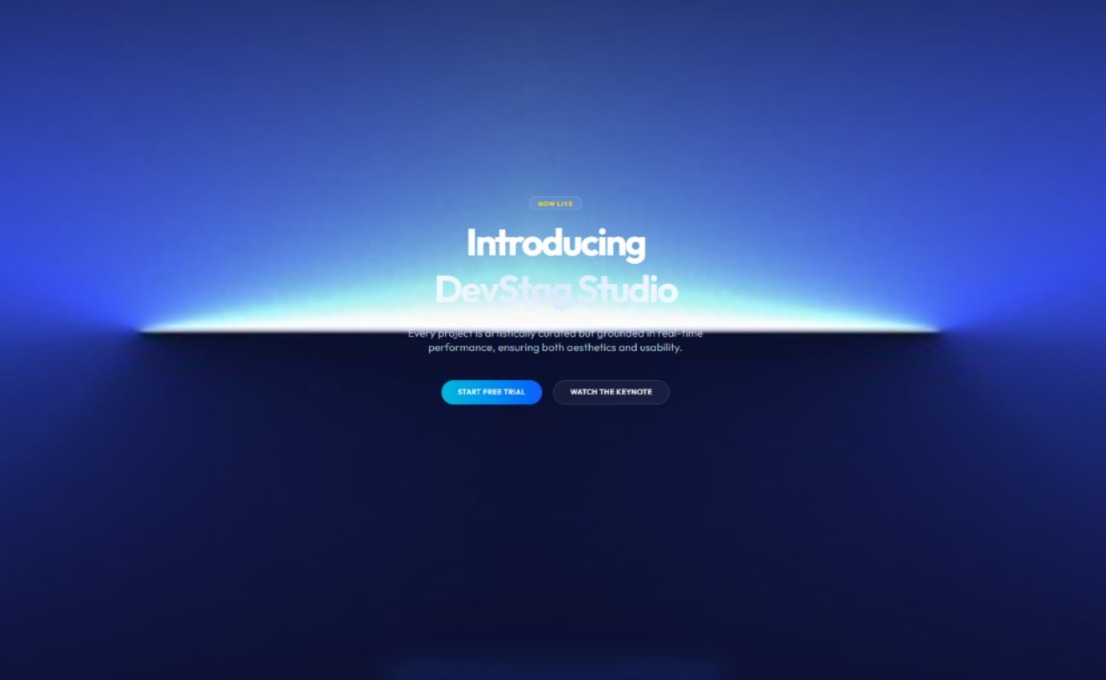 NOW LIVE
Introducing
DevStag Studio
Every project is artistically curated but grounded in real-time
performance, ensuring both aesthetics and usability.
START FREE TRIAL
WATCH THE KEYNOTE